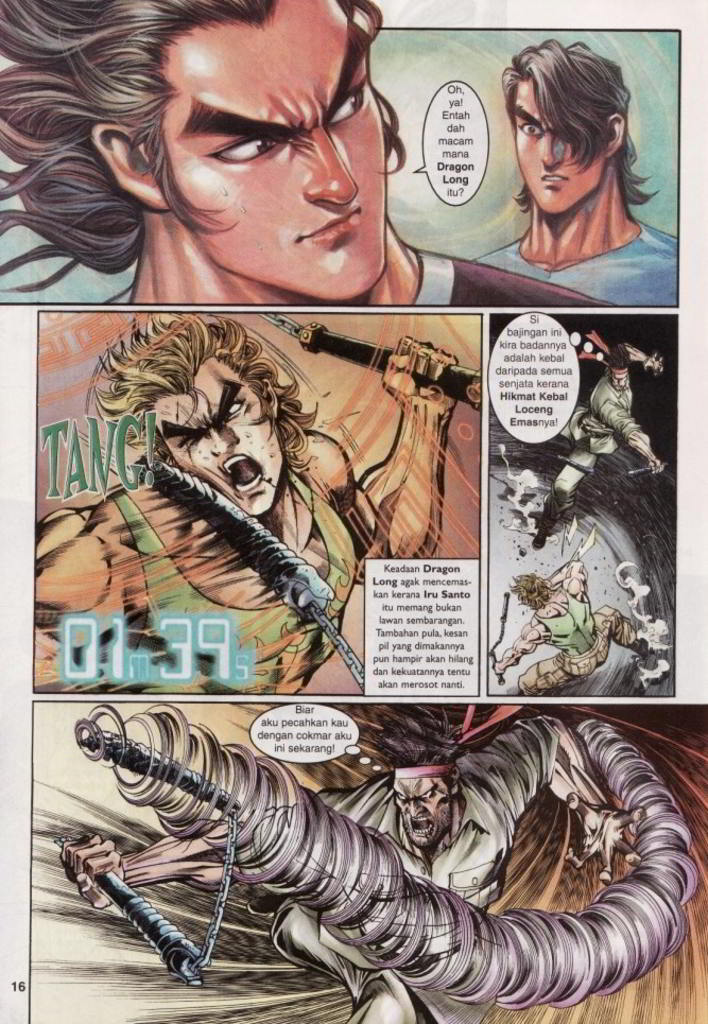 Oh,
ya!
Entah
dah
macam
mana
Dragon
Long
itu?
TANG!
Keadaan Dragon
Long agak mencemas-
kan kerana Iru Santo
itu memang bukan
lawan sembarangan.
Tambahan pula, kesan
pil yang dimakannya
pun hampir akan hilang
dan kekuatannya tentu
akan merosot nanti.
01m39s
Si
bajingan ini
kira badannya
adalah kebal
daripada semua
senjata kerana
Hikmat Kebal
Loceng
Emasnya!
Biar
aku pecahkan kau
dengan cokmar aku
ini sekarang!
16